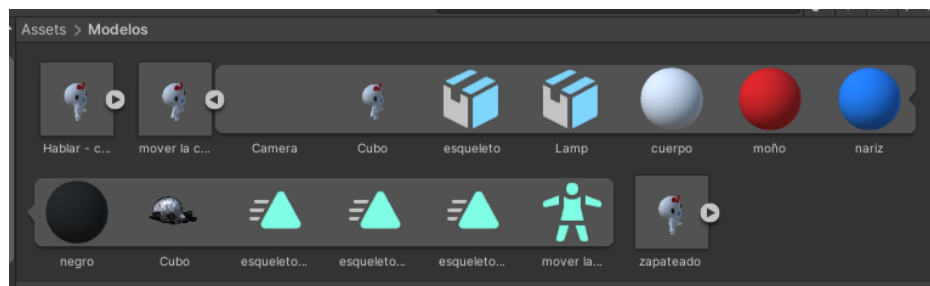 Assets > Modelos
Hablar - c... mover la c... Camera Cubo esqueleto Lamp cuerpo moño nariz
negro Cubo esqueleto... esqueleto... esqueleto... mover la... zapateado